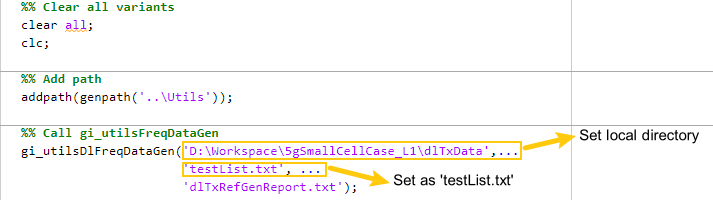 %% Clear all variants
clear all;
clc;
%% Add path
addpath(genpath('..\Utils'));
%% Call gi_utilsFreqDataGen
gi_utilsDlFreqDataGen('D:\Workspace\5gSmallCellCase_L1\dlTxData',...
Set local directory
'testList.txt', ...
Set as 'testList.txt'
'dlTxRefGenReport.txt');